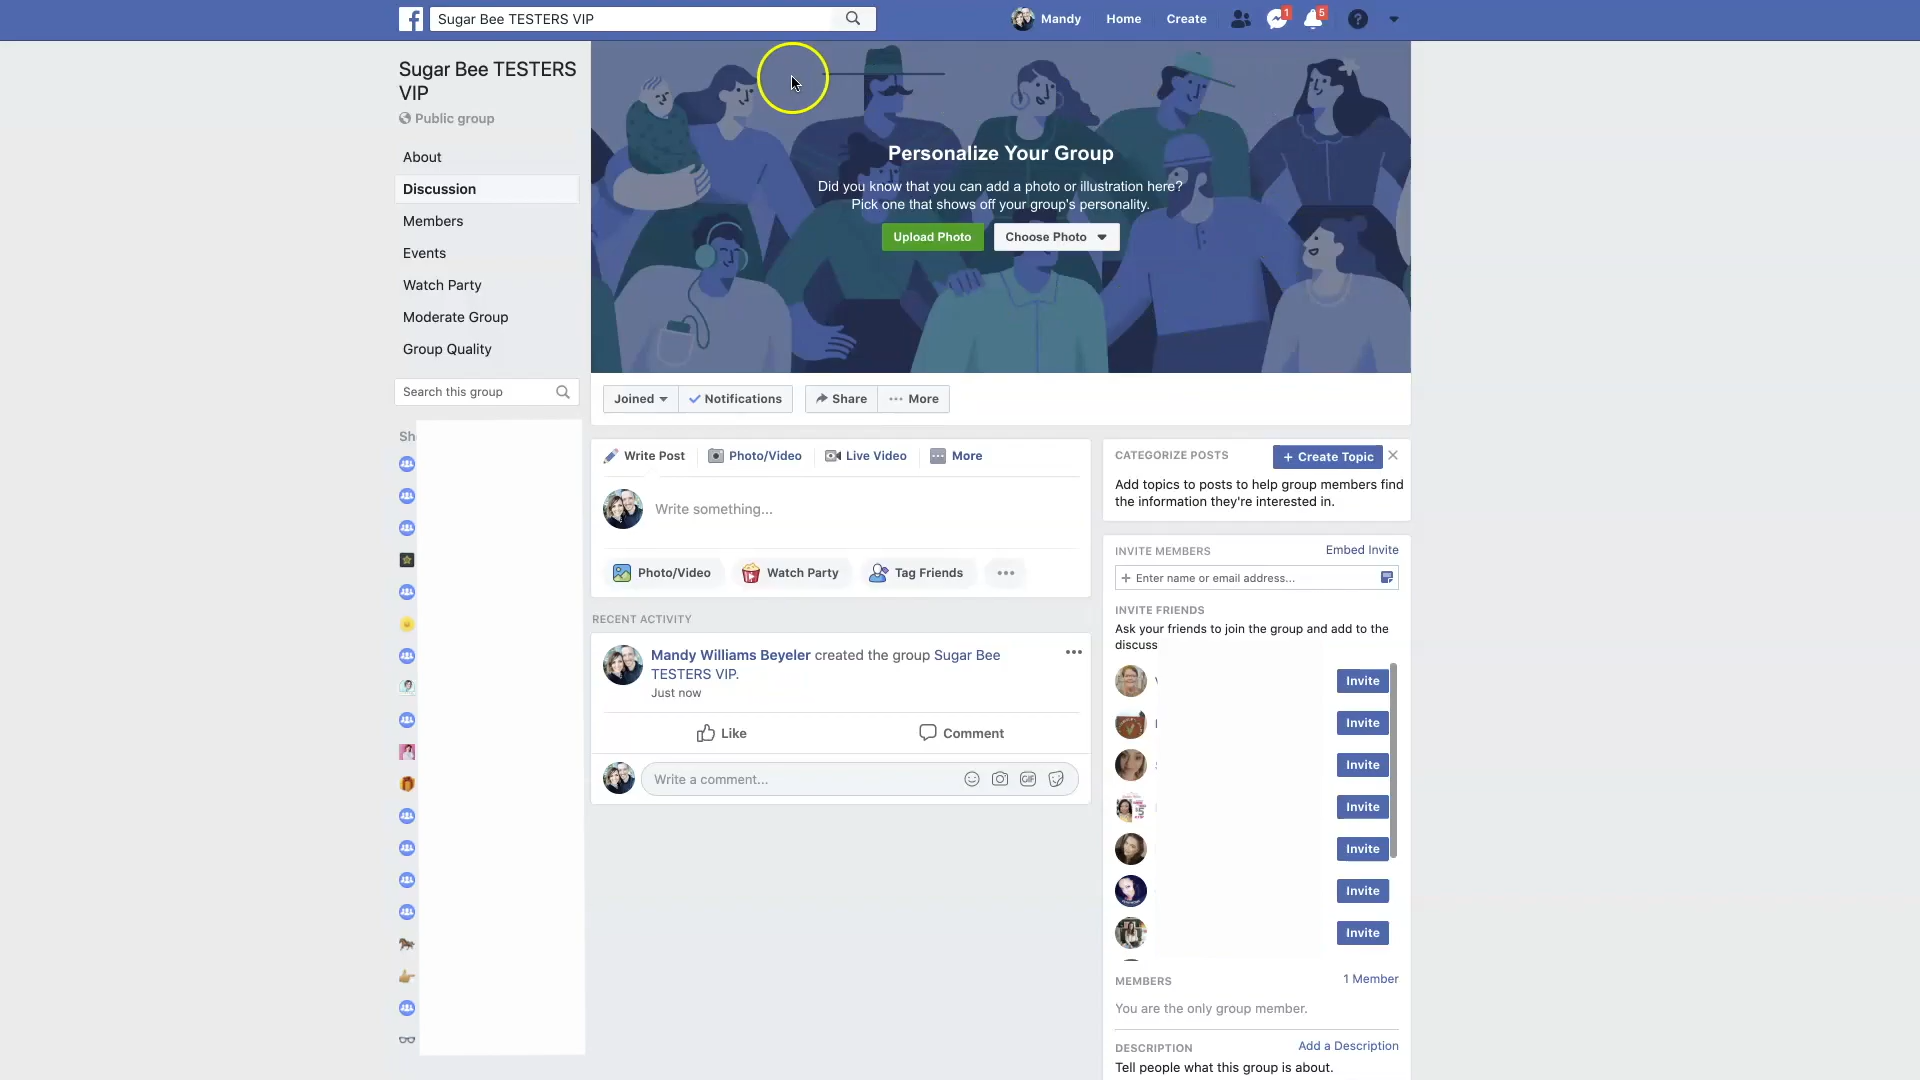 Sugar Bee TESTERS VIP
Mandy
Home
Create
1
5
Sugar Bee TESTERS
VIP
Public group
About
Discussion
Members
Events
Watch Party
Moderate Group
Group Quality
Search this group
Sh
Personalize Your Group
Did you know that you can add a photo or illustration here?
Pick one that shows off your group's personality.
Upload Photo
Choose Photo
Joined
Notifications
Share
More
Write Post
Photo/Video
Live Video
More
Write something...
Photo/Video
Watch Party
Tag Friends
RECENT ACTIVITY
Mandy Williams Beyeler created the group Sugar Bee
TESTERS VIP.
Just now
Like
Comment
Write a comment...
GIF
CATEGORIZE POSTS
+ Create Topic
Add topics to posts to help group members find
the information they're interested in.
INVITE MEMBERS
Embed Invite
+ Enter name or email address...
INVITE FRIENDS
Ask your friends to join the group and add to the
discuss
Invite
Invite
Invite
Invite
Invite
Invite
Invite
MEMBERS
1 Member
You are the only group member.
DESCRIPTION
Add a Description
Tell people what this group is about.